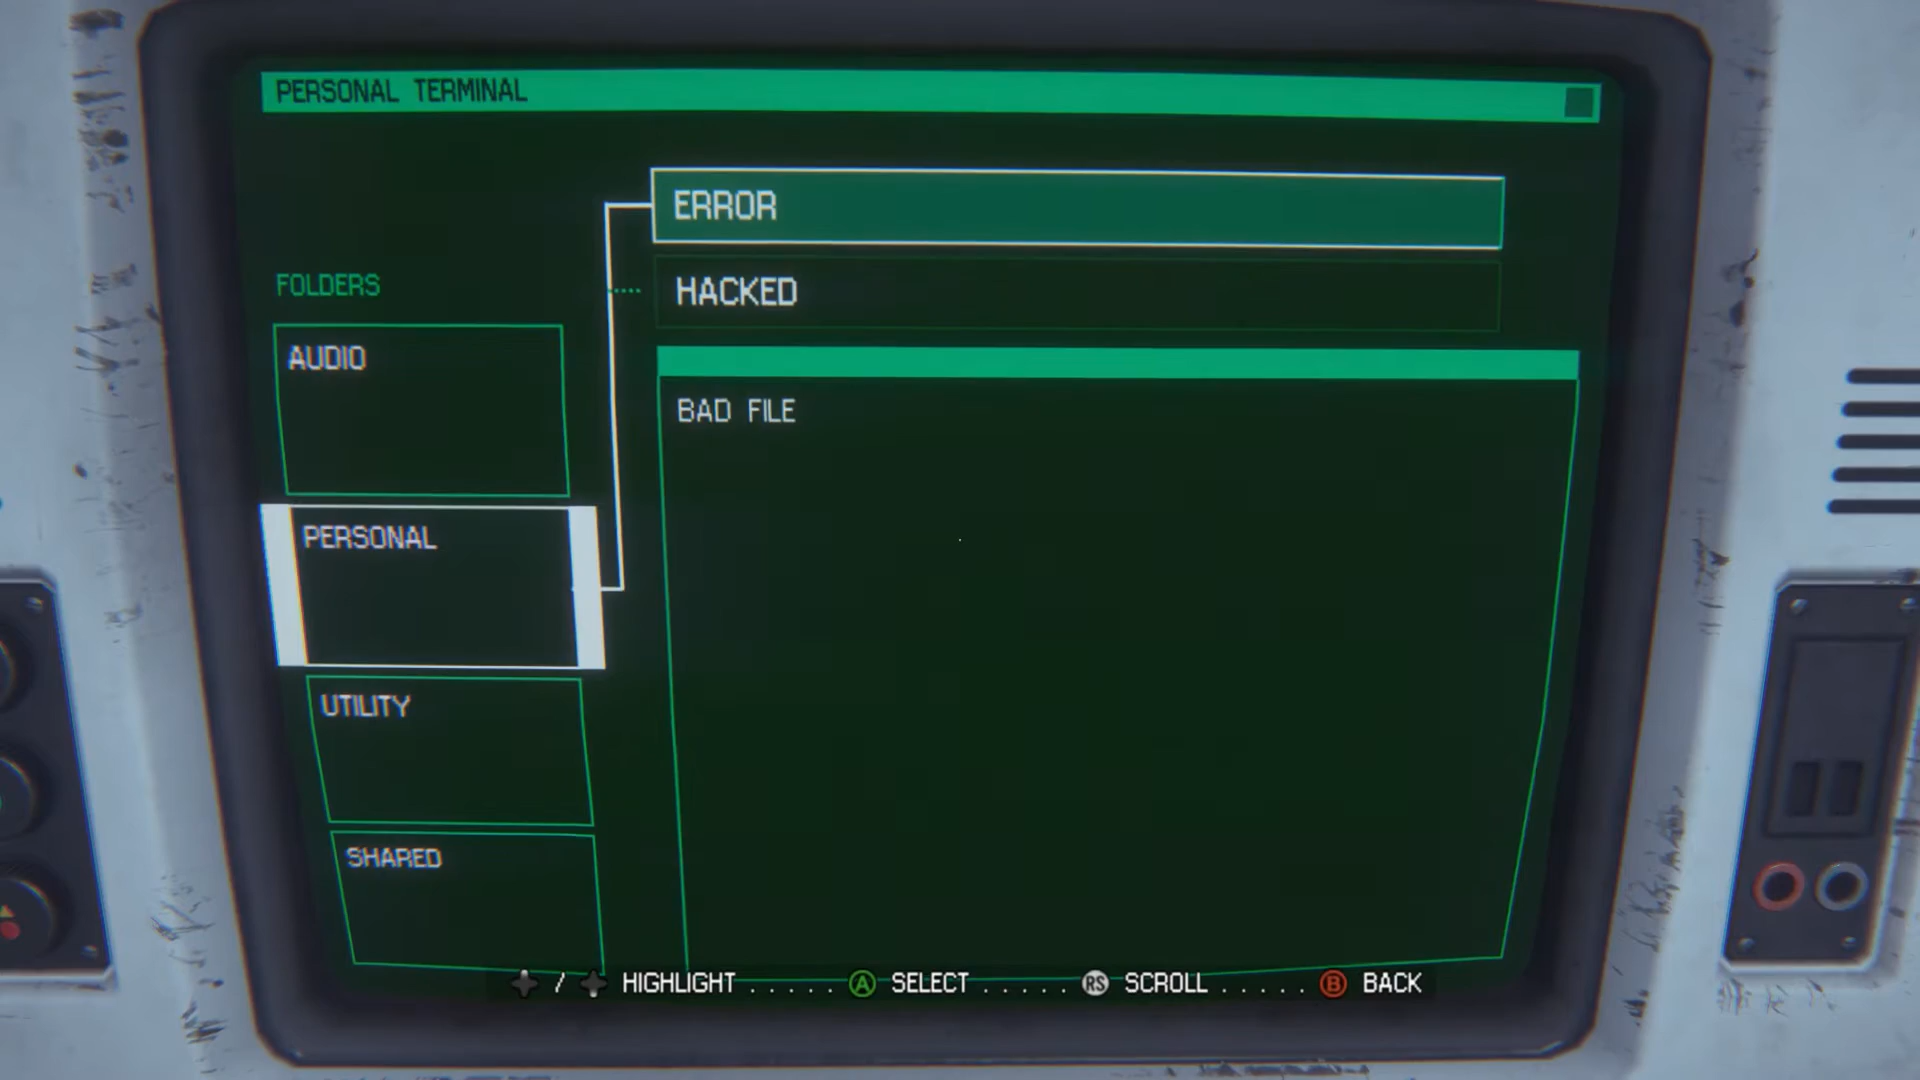 PERSONAL TERMINAL
FOLDERS
AUDIO
PERSONAL
UTILITY
SHARED
ERROR
HACKED
BAD FILE
/ HIGHLIGHT ..... A SELECT ..... RS SCROLL ..... B BACK